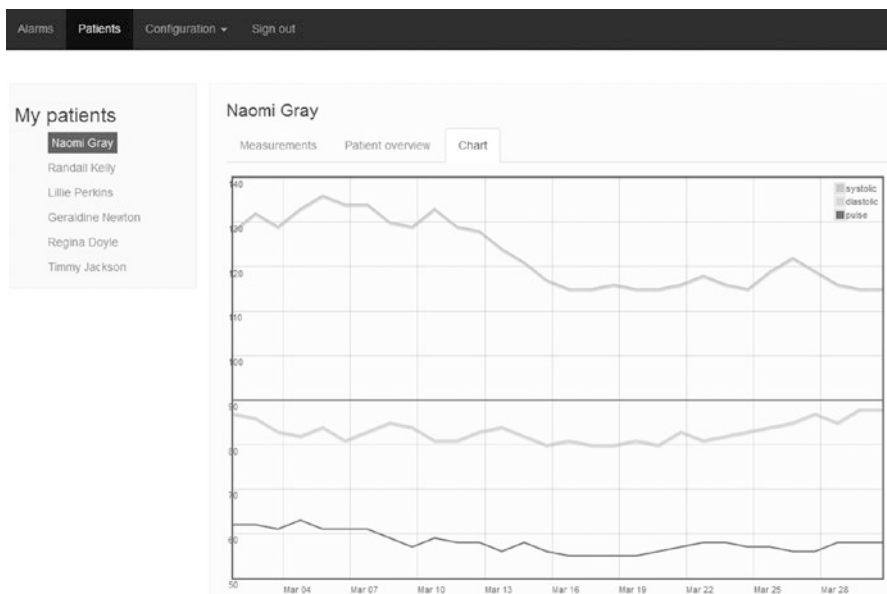 Alarms Patients Configuration Sign out
My patients
Naomi Gray
Randall Kelly
Lillie Perkins
Geraldine Newton
Regina Doyle
Timmy Jackson
Naomi Gray
Measurements Patient overview Chart
systolic
diastolic
pulse
140
130
120
110
100
90
80
70
60
50
Mar 04 Mar 07 Mar 10 Mar 13 Mar 16 Mar 19 Mar 22 Mar 25 Mar 28